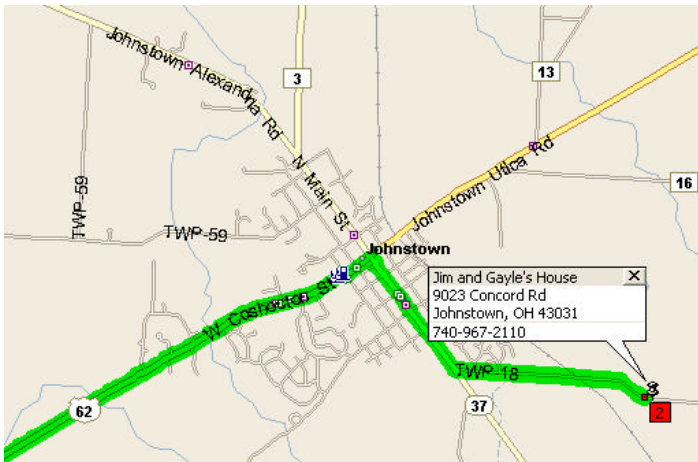 Johnstown Alexandria Rd
3
13
N Main St
Johnstown Utica Rd
16
TWP-59
TWP-59
Johnstown
Jim and Gayle's House
9023 Concord Rd
Johnstown, OH 43031
740-967-2110
W Coshocton St
TWP-18
62
37
2